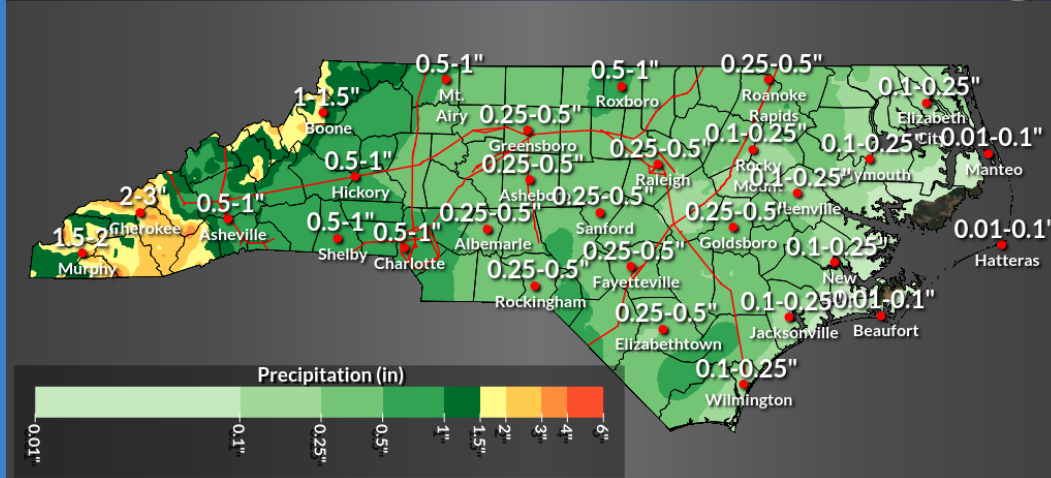 0.5-1"
Mt.
Airy
0.5-1"
Roxboro
0.25-0.5"
Roanoke
Rapids
0.1-0.25"
Elizabeth
City
1-1.5"
Boone
0.25-0.5"
Greensboro
0.1-0.25"
Rocky
Mount
0.1-0.25"
Plymouth
0.01-0.1"
Manteo
0.5-1"
Hickory
0.25-0.5"
Asheboro
0.25-0.5"
Raleigh
0.1-0.25"
Greenville
2-3"
Cherokee
0.5-1"
Asheville
0.25-0.5"
Sanford
0.25-0.5"
Albemarle
0.25-0.5"
Goldsboro
0.5-1"
Shelby
0.5-1"
Charlotte
1.5-2"
Murphy
0.1-0.25"
New
0.01-0.1"
Hatteras
0.25-0.5"
Fayetteville
0.25-0.5"
Rockingham
0.1-0.25"
Jacksonville
0.01-0.1"
Beaufort
0.25-0.5"
Elizabethtown
0.1-0.25"
Wilmington
Precipitation (in)
0.01"
0.1"
0.25"
0.5"
1"
1.5"
2"
3"
4"
6"